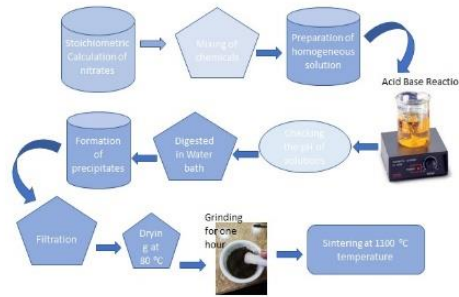 Stoichiometric
Calculation of
nitrates
Mixing of
chemicals
Preparation of
homogeneous
solution
Acid Base Reactio
Checking
the pH of
solutions
Digested
in Water
bath
Formation
of
precipitates
Filtration
Dryin
g at
80 ⁰C
Grinding
for one
hour
Sintering at 1100 ⁰C
temperature